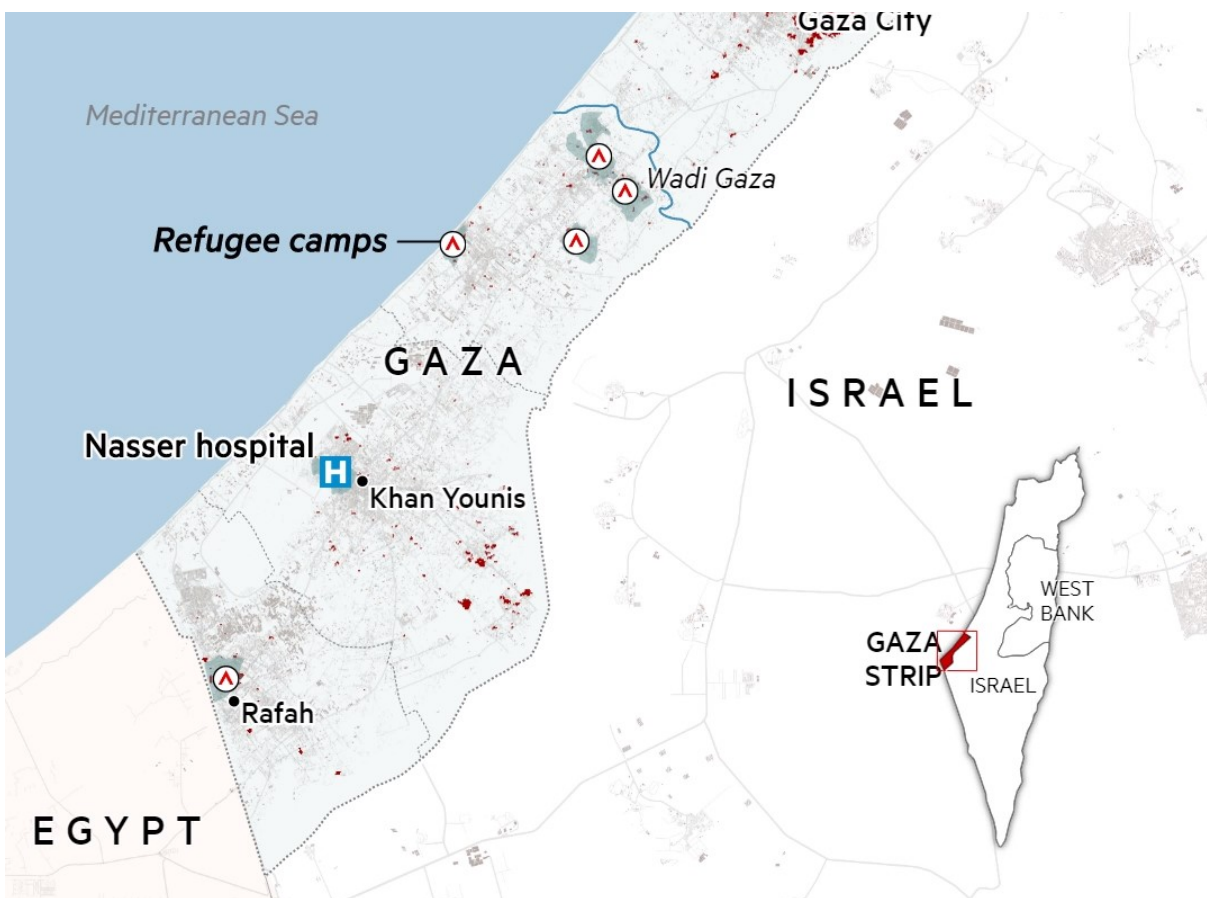 Gaza City
Mediterranean Sea
Wadi Gaza
Refugee camps
GAZA
ISRAEL
Nasser hospital
H
Khan Younis
WEST
BANK
GAZA
STRIP
ISRAEL
Rafah
EGYPT